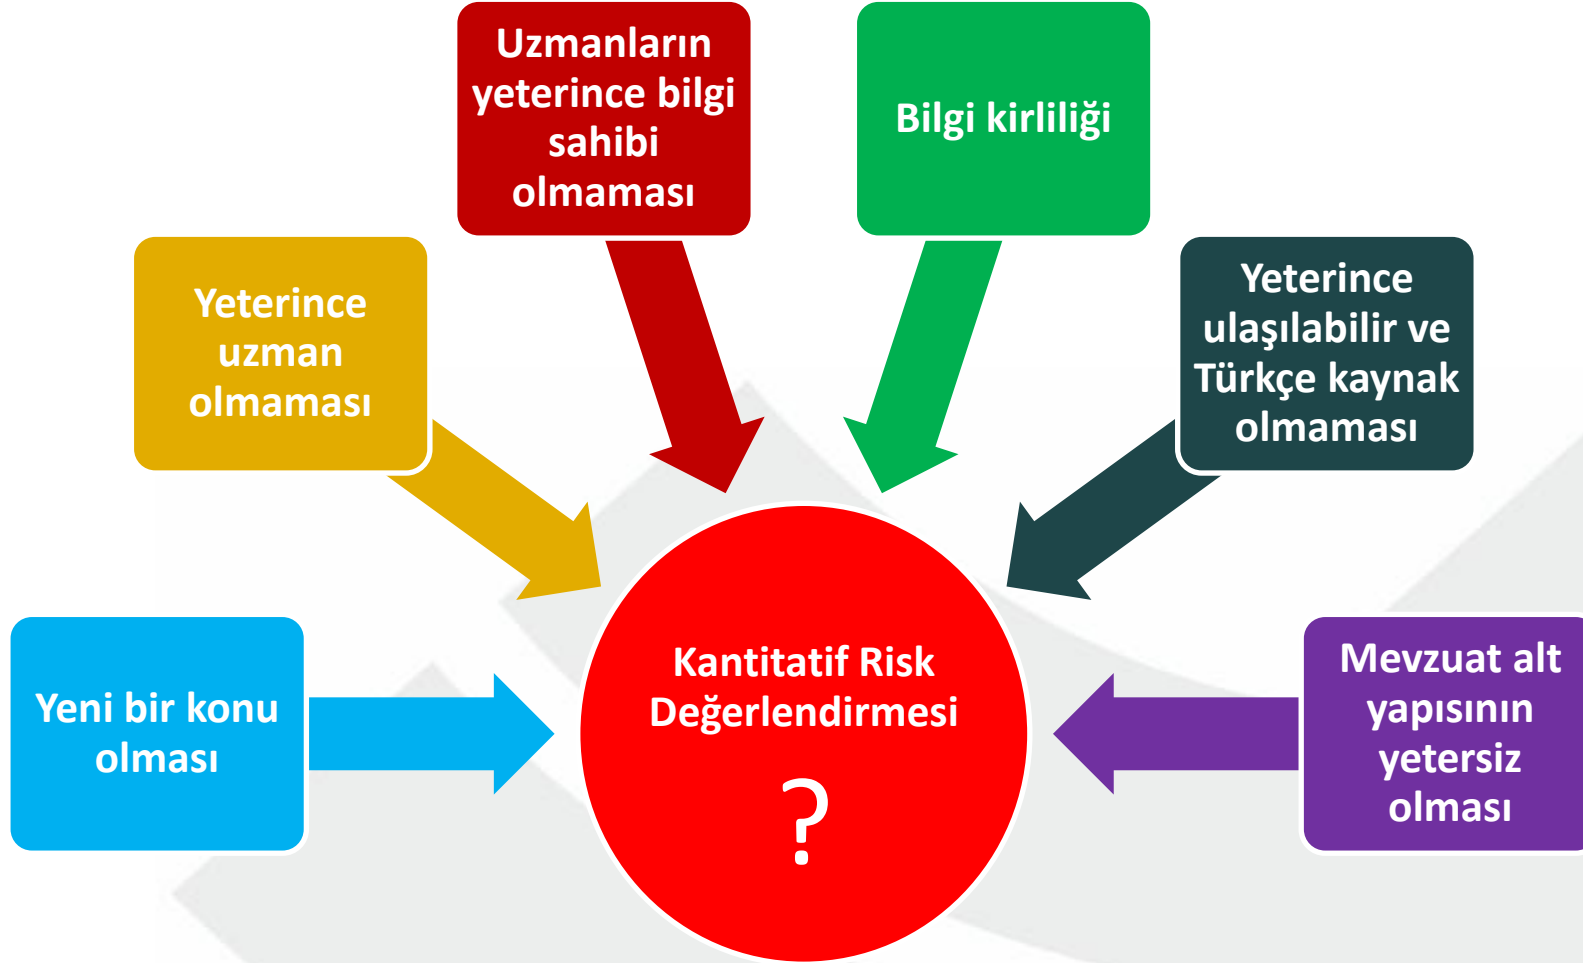 Uzmanların
yeterince bilgi
sahibi
olmaması
Bilgi kirliliği
Yeterince
uzman
olmaması
Yeterince
ulaşılabilir ve
Türkçe kaynak
olmaması
Yeni bir konu
olması
Kantitatif Risk
Değerlendirmesi
?
Mevzuat alt
yapısının
yetersiz
olması